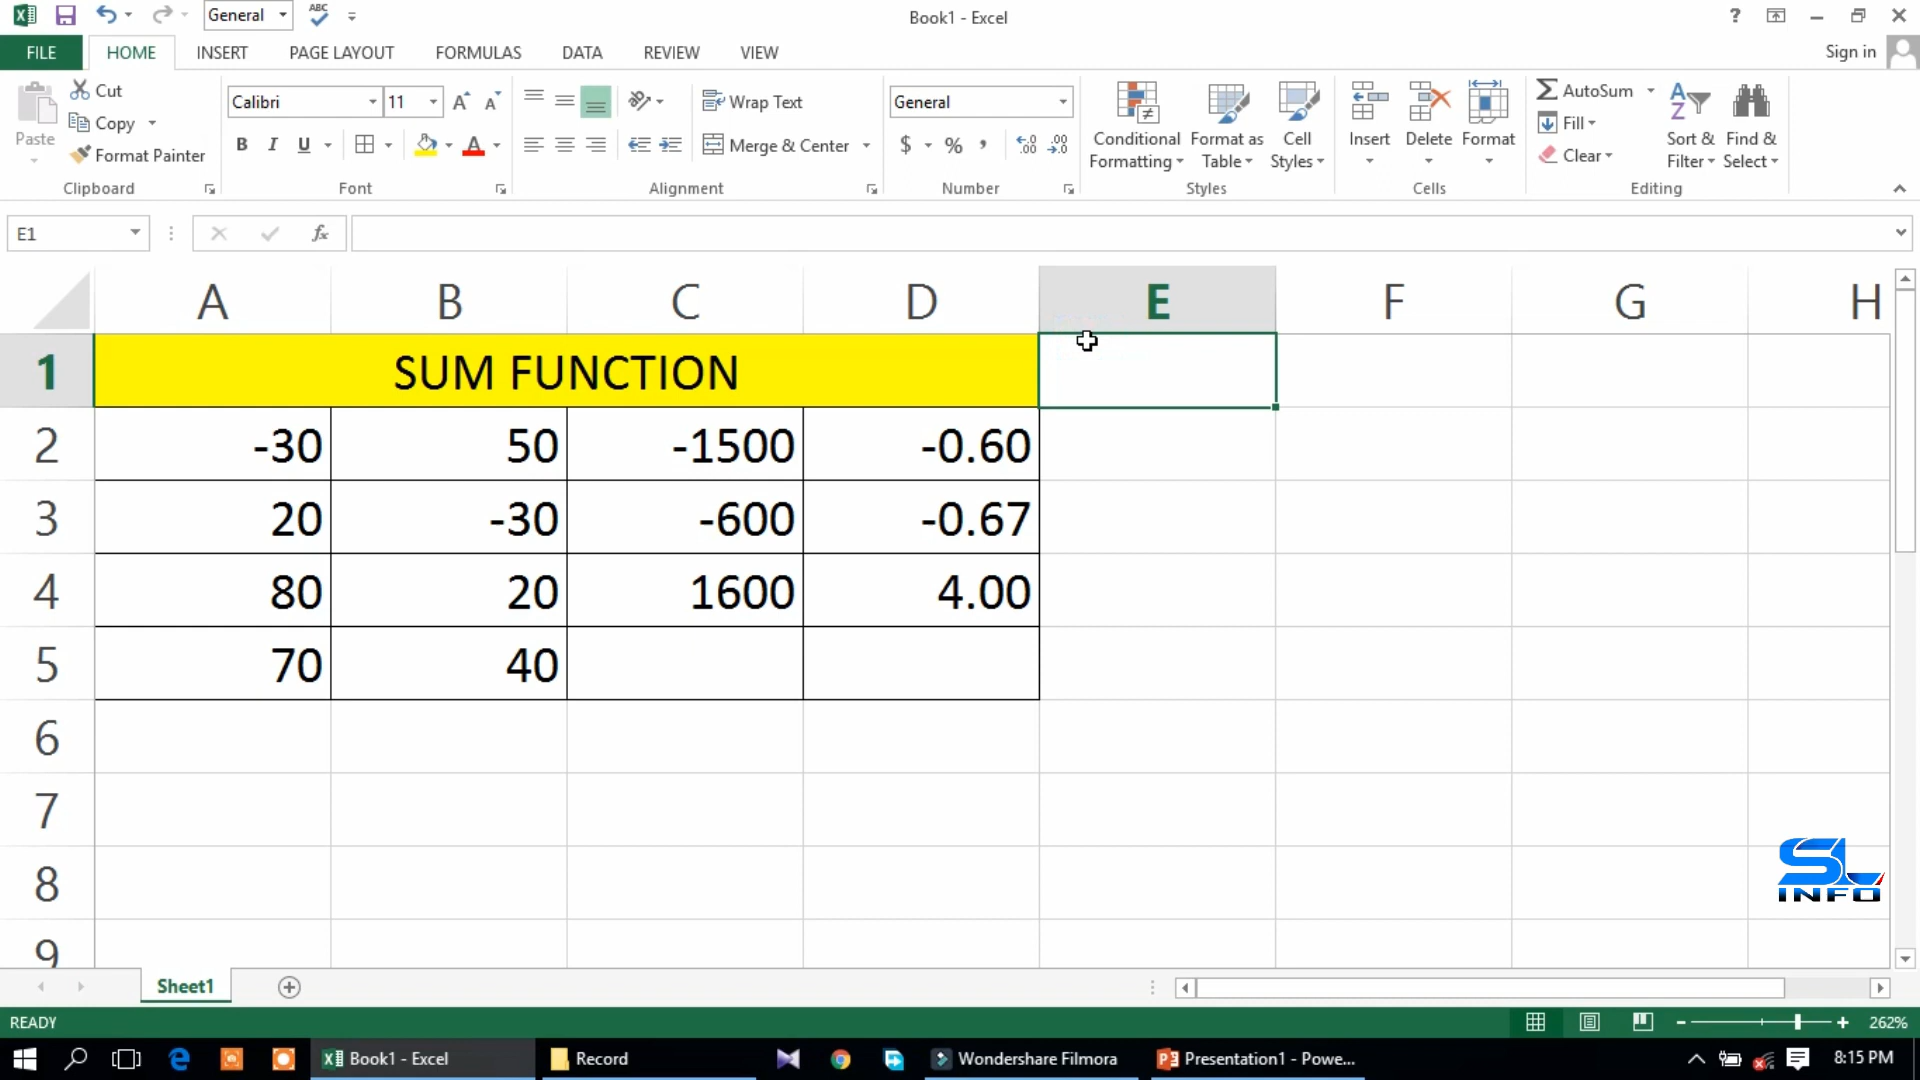 General
ABC
Book1 - Excel
?
FILE HOME INSERT PAGE LAYOUT FORMULAS DATA REVIEW VIEW
Sign in
Paste
Cut
Copy
Format Painter
Clipboard
Calibri 11
B I U
Font
Wrap Text
Merge & Center
Alignment
General
$ % ,
Number
Conditional Formatting
Format as Table
Cell Styles
Styles
Insert
Delete
Format
Cells
AutoSum
Fill
Clear
Sort & Filter
Find & Select
Editing
E1
fx
A B C D E F G H
1 SUM FUNCTION
2 -30 50 -1500 -0.60
3 20 -30 -600 -0.67
4 80 20 1600 4.00
5 70 40
6
7
8
9
SL
INFO
Sheet1
READY
262%
Book1 - Excel
Record
Wondershare Filmora
Presentation1 - Powe...
8:15 PM